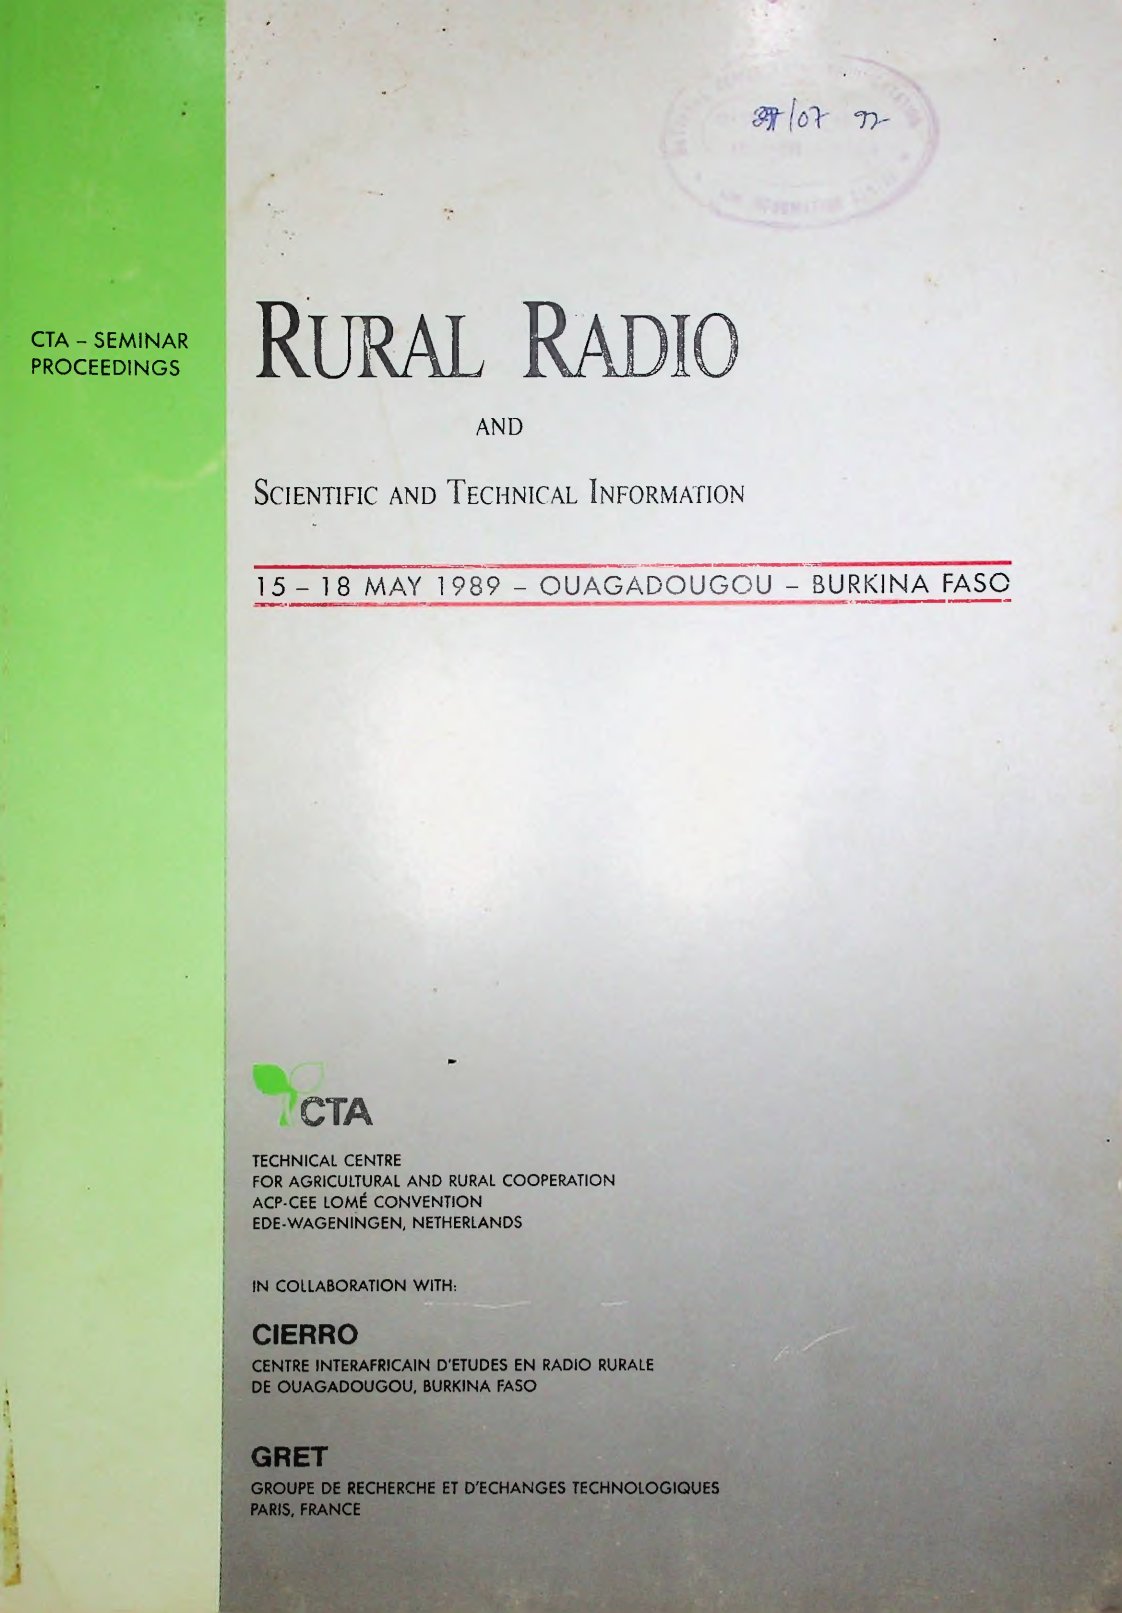 /07 92
CTA – SEMINAR
PROCEEDINGS
RURAL RADIO
AND
SCIENTIFIC AND TECHNICAL INFORMATION
15 – 18 MAY 1989 – OUAGADOUGOU – BURKINA FASO
CTA
TECHNICAL CENTRE
FOR AGRICULTURAL AND RURAL COOPERATION
ACP-CEE LOMÉ CONVENTION
EDE-WAGENINGEN, NETHERLANDS
IN COLLABORATION WITH:
CIERRO
CENTRE INTERAFRICAIN D'ETUDES EN RADIO RURALE
DE OUAGADOUGOU, BURKINA FASO
GRET
GROUPE DE RECHERCHE ET D'ECHANGES TECHNOLOGIQUES
PARIS, FRANCE